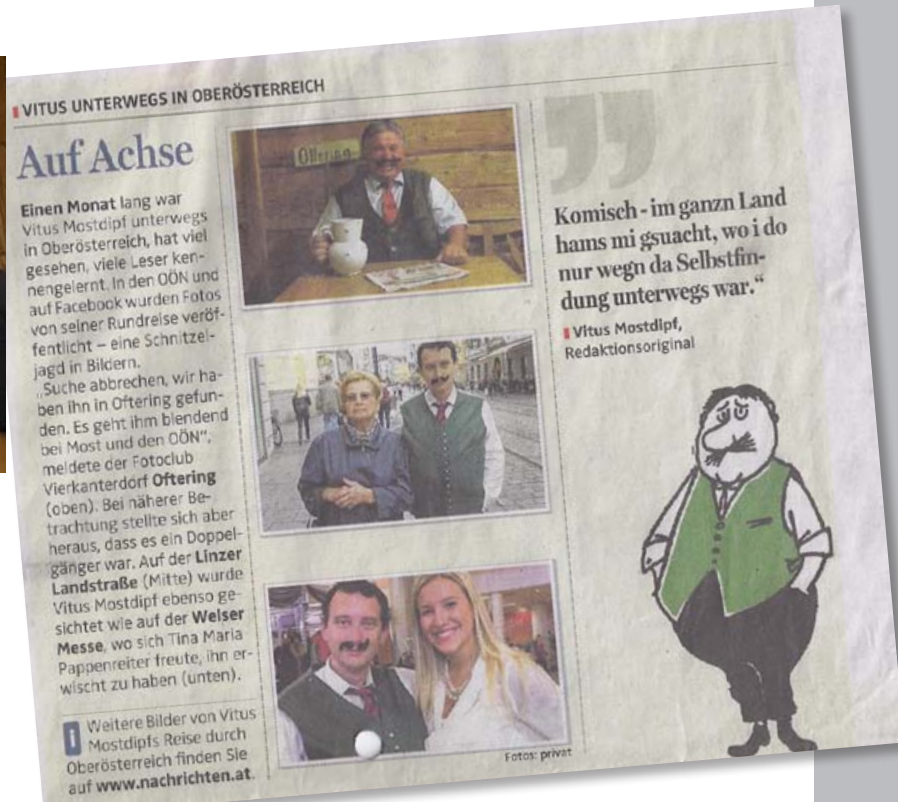 VITUS UNTERWEGS IN OBERÖSTERREICH
Auf Achse
Einen Monat lang war
Vitus Mostdipf unterwegs
in Oberösterreich, hat viel
gesehen, viele Leser ken-
nengelernt. In den OÖN und
auf Facebook wurden Fotos
von seiner Rundreise veröf-
fentlicht – eine Schnitzel-
jagd in Bildern.
„Suche abbrechen, wir ha-
ben ihn in Oftering gefun-
den. Es geht ihm blendend
bei Most und den OÖN“,
meldete der Fotoclub
Vierkanterdorf Oftering
(oben). Bei näherer Be-
trachtung stellte sich aber
heraus, dass es ein Doppel-
gänger war. Auf der Linzer
Landstraße (Mitte) wurde
Vitus Mostdipf ebenso ge-
sichtet wie auf der Welser
Messe, wo sich Tina Maria
Pappenreiter freute, ihn er-
wischt zu haben (unten).
i Weitere Bilder von Vitus
Mostdipfs Reise durch
Oberösterreich finden Sie
auf www.nachrichten.at.
Oftering
Fotos: privat
”
Komisch - im ganzn Land
hams mi gsuacht, wo i do
nur wegn da Selbstfin-
dung unterwegs war.“
Vitus Mostdipf,
Redaktionsoriginal